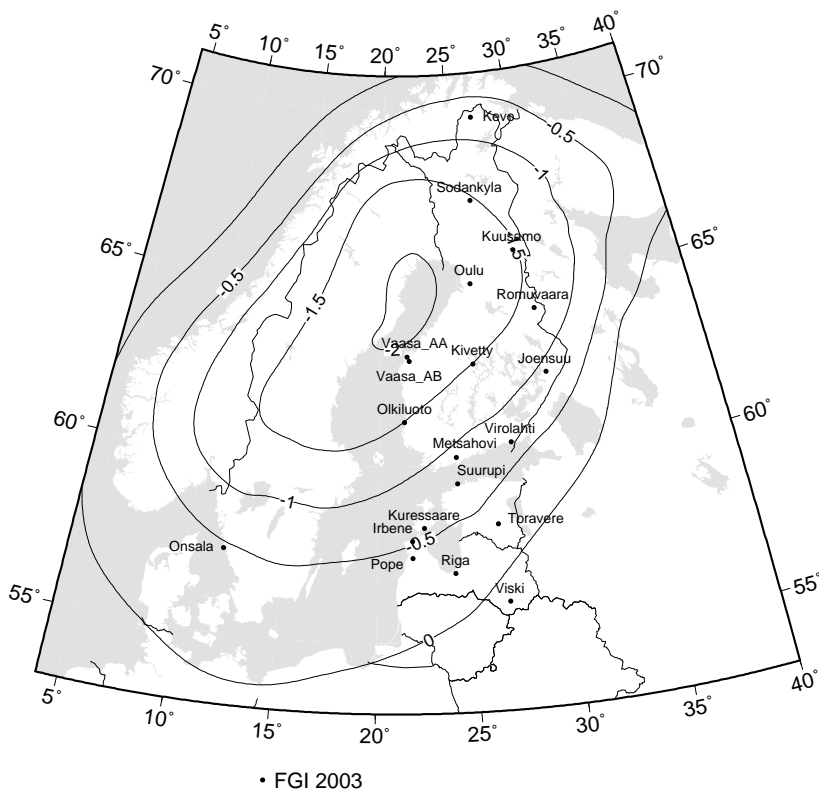 5° 10° 15° 20° 25° 30° 35° 40°
70° 70°
Kevo -0.5
-1
Sodankyla
Kuusamo
.5
65° 65°
Oulu
-0.5
Romuvaara
-1.5
Vaasa_AA
-2
Kivetty
Joensuu
Vaasa_AB
60° 60°
Olkiluoto
Virolahti
Metsahovi
Suurupi
-1
Kuressaare
Toravere
Irbene
-0.5
Onsala
Pope Riga
55° 55°
Viski
0
5° 10° 15° 20° 25° 30° 35° 40°
FGI 2003